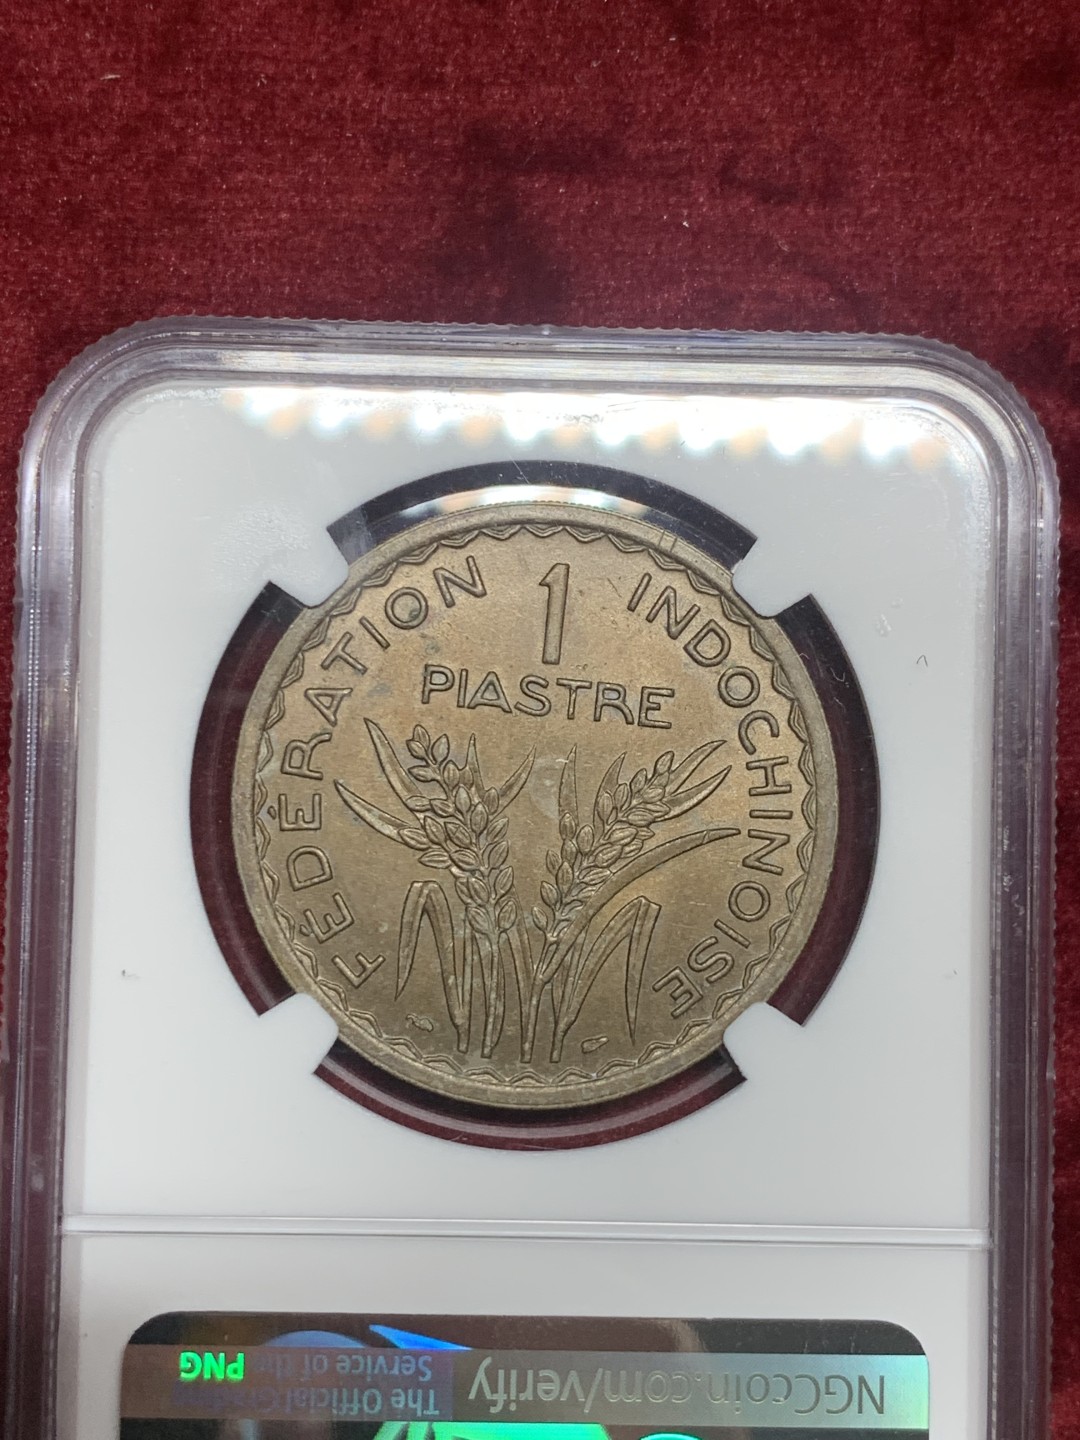 FÉDÉRATION INDOCHINOISE
1
PIASTRE
NGCcoin.com/verify
The Official Grading
Service of the PNG